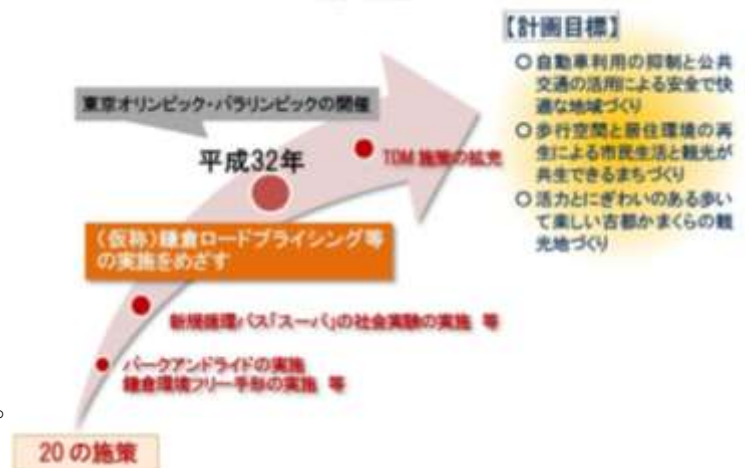 【計画目標】
○自動車利用の抑制と公共
交通の活用による安全で快
適な地域づくり
○歩行空間と居住環境の再
生による市民生活と観光が
共生できるまちづくり
○活力とにぎわいのある歩い
て楽しい古都かまくらの観
光地づくり
東京オリンピック・パラリンピックの開催
平成32年
TDM 施策の拡充
（仮称）鎌倉ロードプライシング等
の実施をめざす
新規循環バス「スーパ」の社会実験の実施 等
パークアンドライドの実施
鎌倉環境フリー手形の実施 等
。
20 の施策